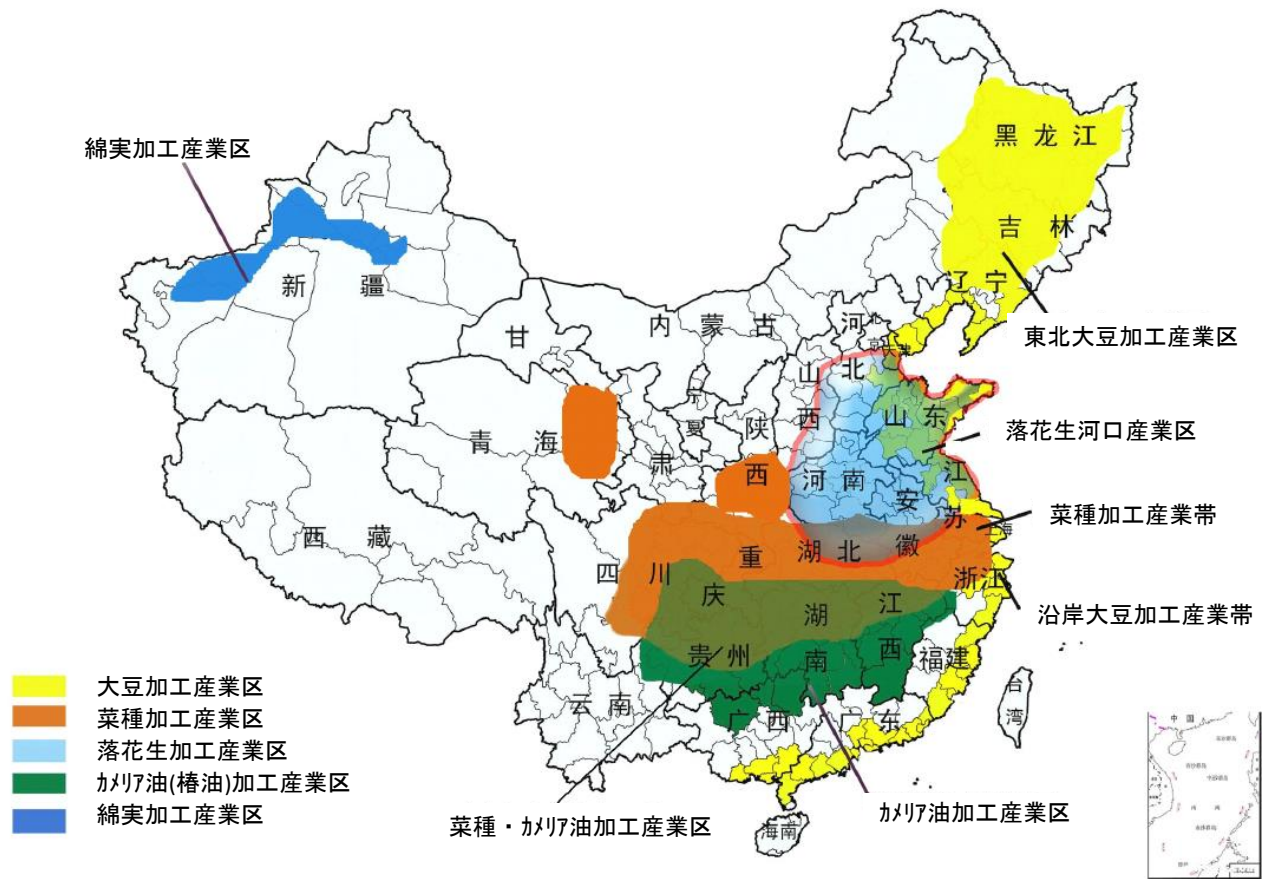 綿実加工産業区
黑龙江
吉林
辽宁
東北大豆加工産業区
新疆
甘
内蒙古
河北
北
京
天津
山
西
山东
落花生河口産業区
宁
夏
陕
西
青海
肃
河南
安
徽
江
苏
菜種加工産業帯
上海
西藏
四川
重
庆
湖北
浙江
沿岸大豆加工産業帯
湖
南
江
西
贵州
福建
台
湾
云南
广西
广东
海南
大豆加工産業区
菜種加工産業区
落花生加工産業区
ｶﾒﾘｱ油(椿油)加工産業区
綿実加工産業区
菜種・ｶﾒﾘｱ油加工産業区
ｶﾒﾘｱ油加工産業区
中国